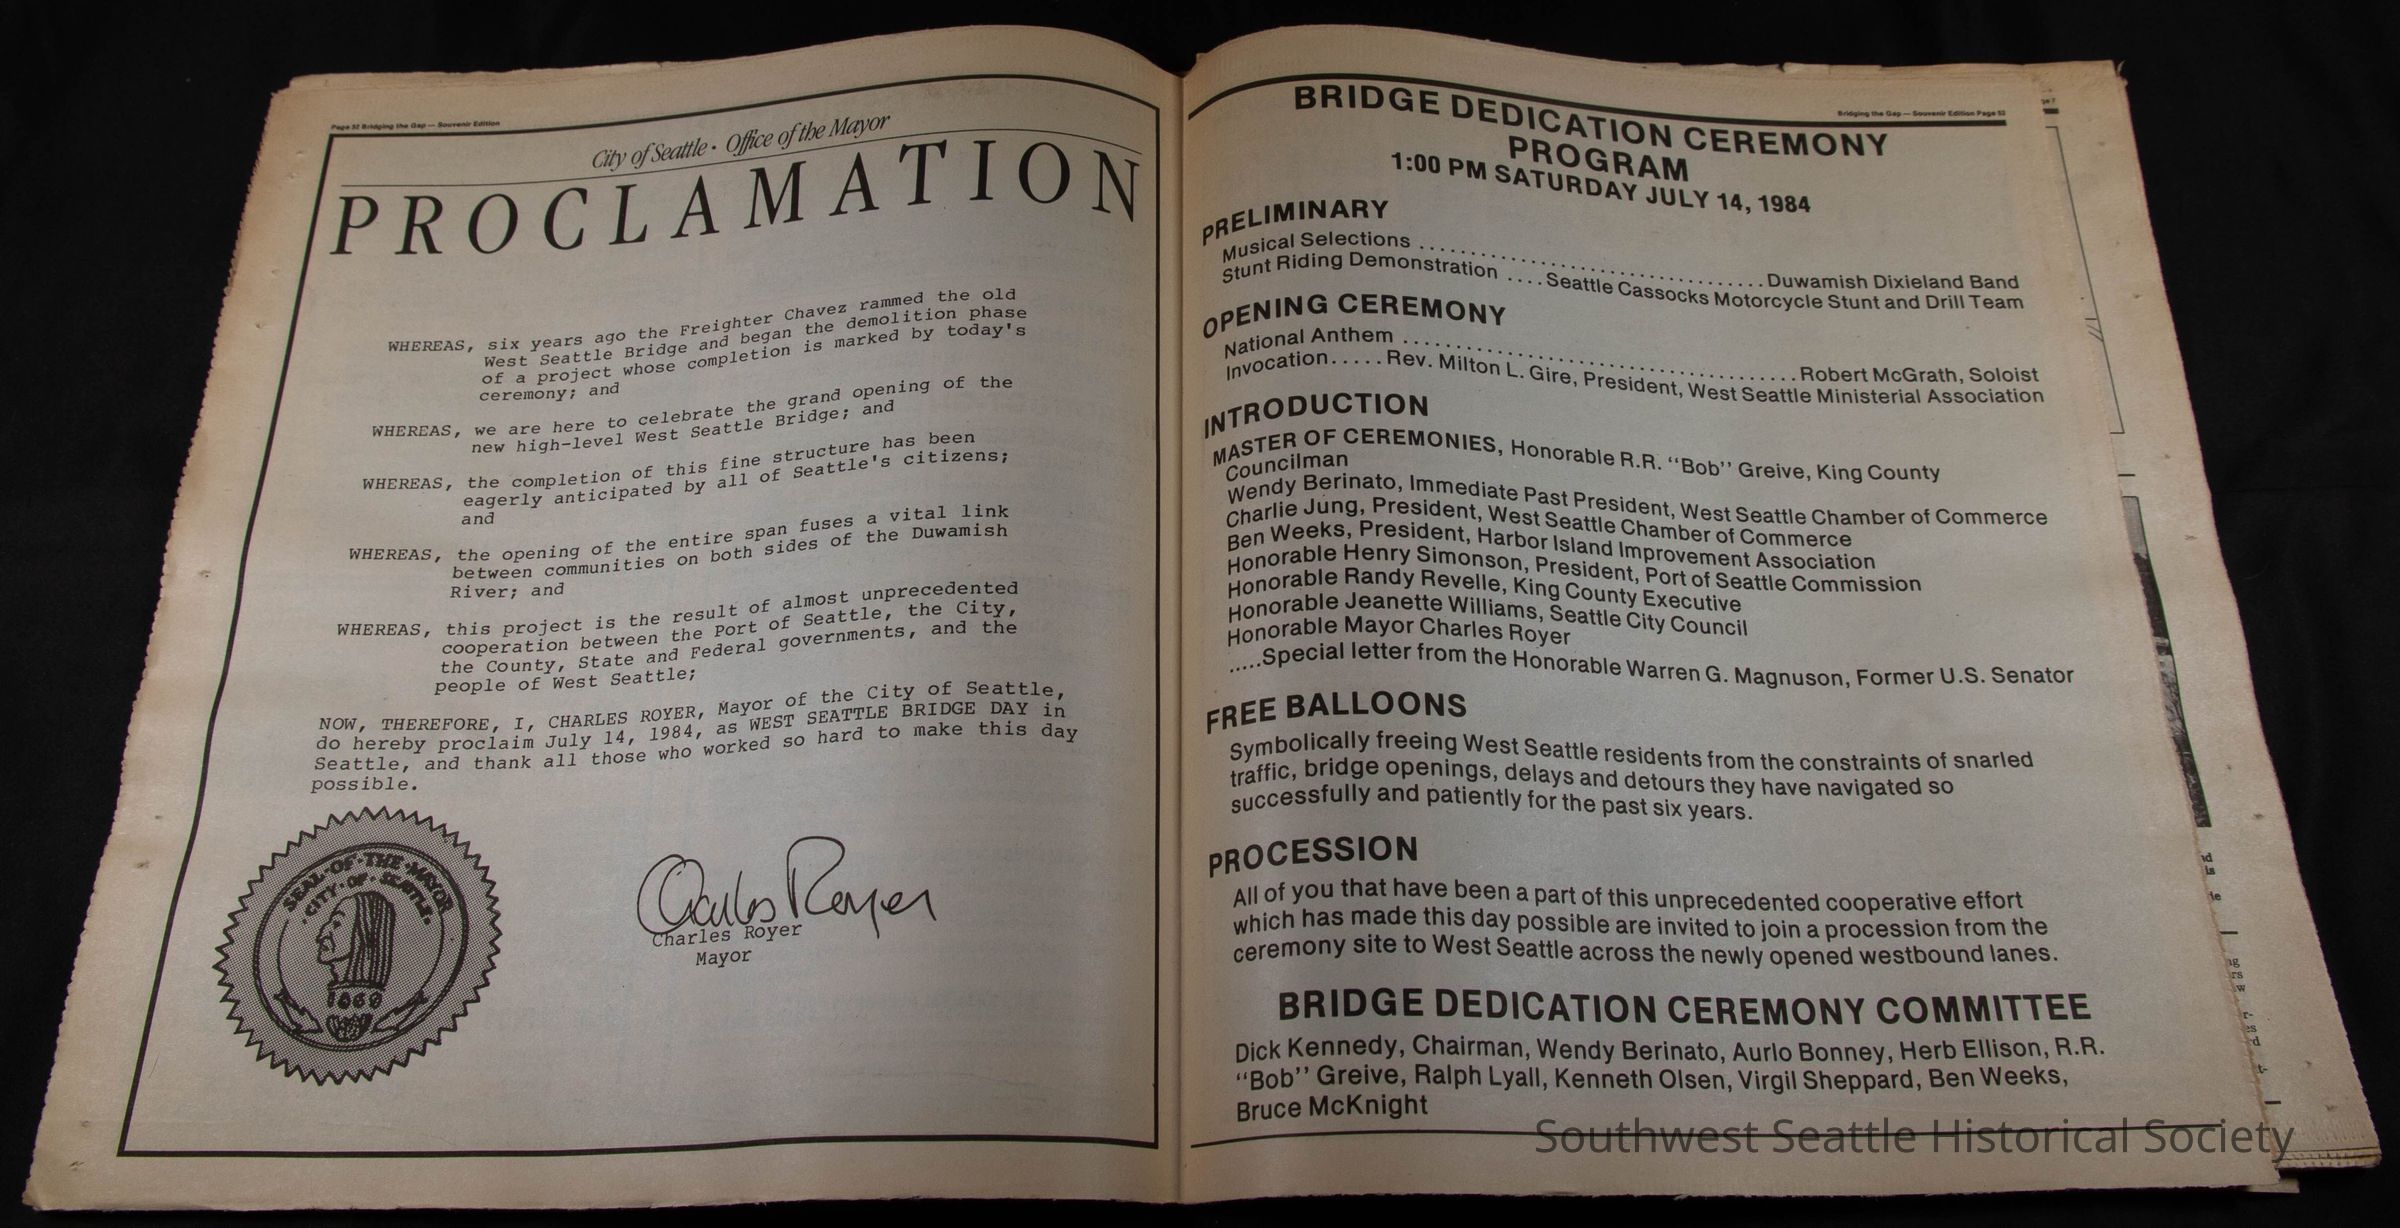 Page 52 Bridging the Gap — Souvenir Edition
City of Seattle • Office of the Mayor
PROCLAMATION
WHEREAS, six years ago the Freighter Chavez rammed the old
West Seattle Bridge and began the demolition phase
of a project whose completion is marked by today's
ceremony; and
WHEREAS, we are here to celebrate the grand opening of the
new high-level West Seattle Bridge; and
WHEREAS, the completion of this fine structure has been
eagerly anticipated by all of Seattle's citizens;
and
WHEREAS, the opening of the entire span fuses a vital link
between communities on both sides of the Duwamish
River; and
WHEREAS, this project is the result of almost unprecedented
cooperation between the Port of Seattle, the City,
the County, State and Federal governments, and the
people of West Seattle;
NOW, THEREFORE, I, CHARLES ROYER, Mayor of the City of Seattle,
do hereby proclaim July 14, 1984, as WEST SEATTLE BRIDGE DAY in
Seattle, and thank all those who worked so hard to make this day
possible.
SEAL·OF·THE·MAYOR
·CITY·OF·SEATTLE·
1869
Charles Royer
Charles Royer
Mayor
Bridging the Gap — Souvenir Edition Page 53
BRIDGE DEDICATION CEREMONY
PROGRAM
1:00 PM SATURDAY JULY 14, 1984
PRELIMINARY
Musical Selections ................................Duwamish Dixieland Band
Stunt Riding Demonstration ....Seattle Cassocks Motorcycle Stunt and Drill Team
OPENING CEREMONY
National Anthem .....................................Robert McGrath, Soloist
Invocation.....Rev. Milton L. Gire, President, West Seattle Ministerial Association
INTRODUCTION
MASTER OF CEREMONIES, Honorable R.R. "Bob" Greive, King County
Councilman
Wendy Berinato, Immediate Past President, West Seattle Chamber of Commerce
Charlie Jung, President, West Seattle Chamber of Commerce
Ben Weeks, President, Harbor Island Improvement Association
Honorable Henry Simonson, President, Port of Seattle Commission
Honorable Randy Revelle, King County Executive
Honorable Jeanette Williams, Seattle City Council
Honorable Mayor Charles Royer
.....Special letter from the Honorable Warren G. Magnuson, Former U.S. Senator
FREE BALLOONS
Symbolically freeing West Seattle residents from the constraints of snarled
traffic, bridge openings, delays and detours they have navigated so
successfully and patiently for the past six years.
PROCESSION
All of you that have been a part of this unprecedented cooperative effort
which has made this day possible are invited to join a procession from the
ceremony site to West Seattle across the newly opened westbound lanes.
BRIDGE DEDICATION CEREMONY COMMITTEE
Dick Kennedy, Chairman, Wendy Berinato, Aurlo Bonney, Herb Ellison, R.R.
"Bob" Greive, Ralph Lyall, Kenneth Olsen, Virgil Sheppard, Ben Weeks,
Bruce McKnight
Southwest Seattle Historical Society